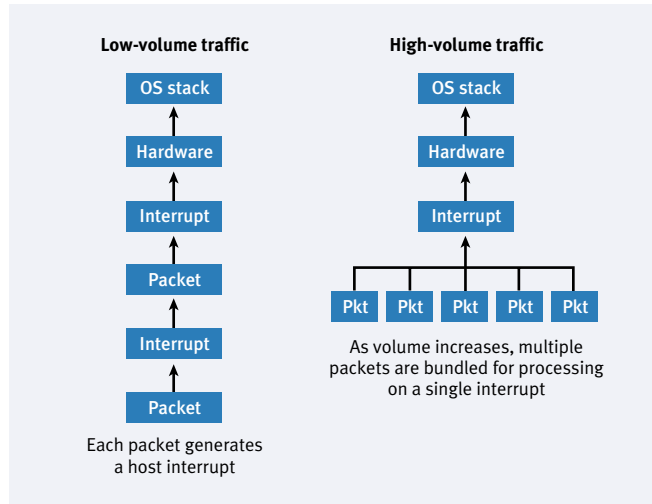 Low-volume traffic
OS stack
Hardware
Interrupt
Packet
Interrupt
Packet
Each packet generates
a host interrupt
High-volume traffic
OS stack
Hardware
Interrupt
Pkt Pkt Pkt Pkt Pkt
As volume increases, multiple
packets are bundled for processing
on a single interrupt